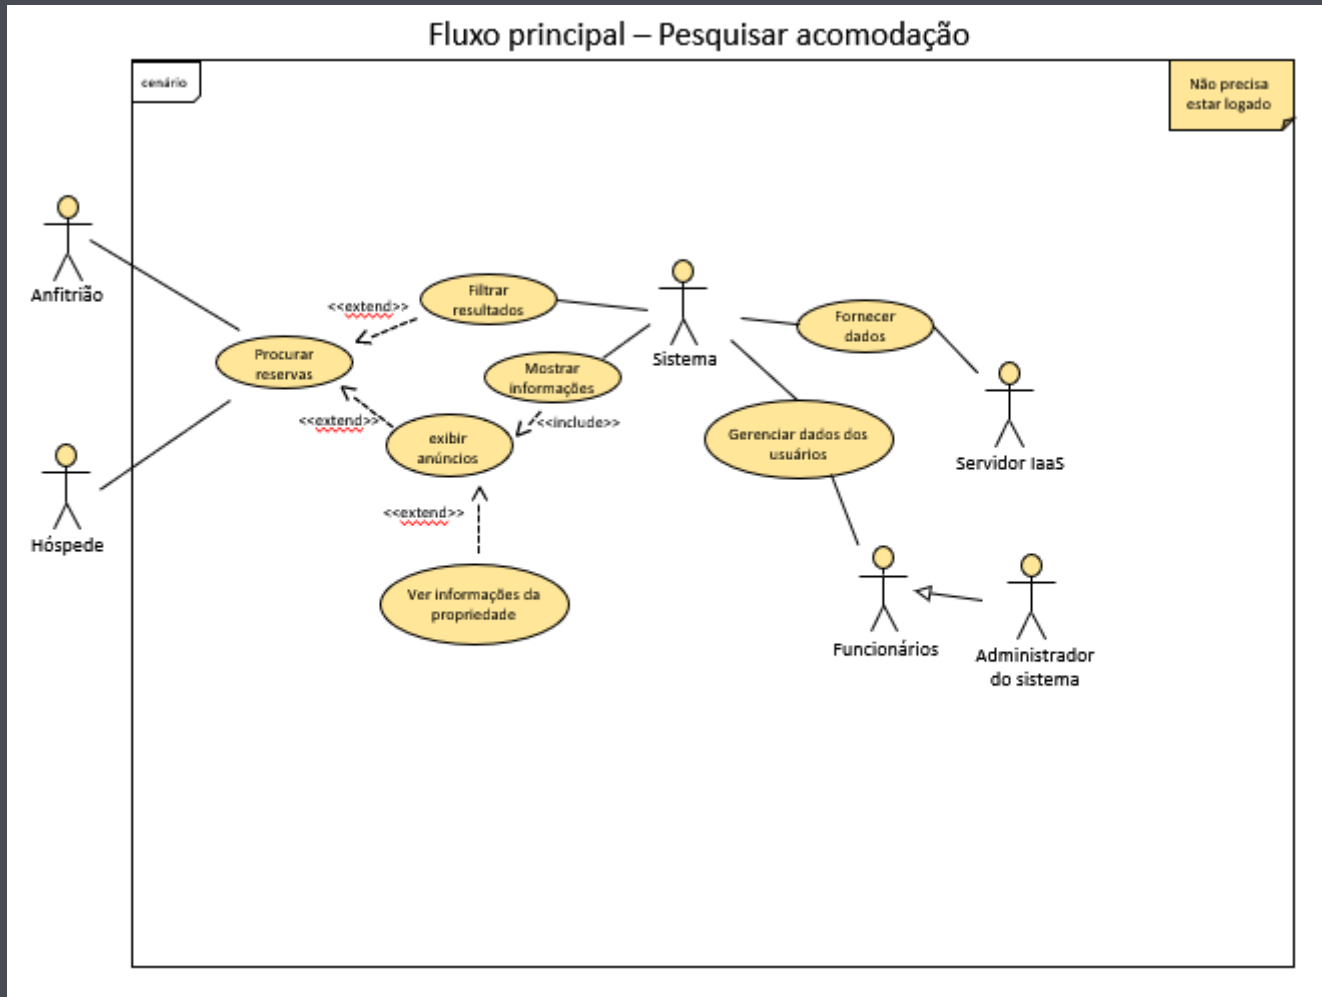 Fluxo principal – Pesquisar acomodação
cenário
Não precisa
estar logado
Anfitrião
Hóspede
Procurar
reservas
<<extend>>
Filtrar
resultados
Mostrar
informações
<<include>>
<<extend>>
exibir
anúncios
<<extend>>
Ver informações da
propriedade
Sistema
Fornecer
dados
Gerenciar dados dos
usuários
Servidor IaaS
Funcionários
Administrador
do sistema